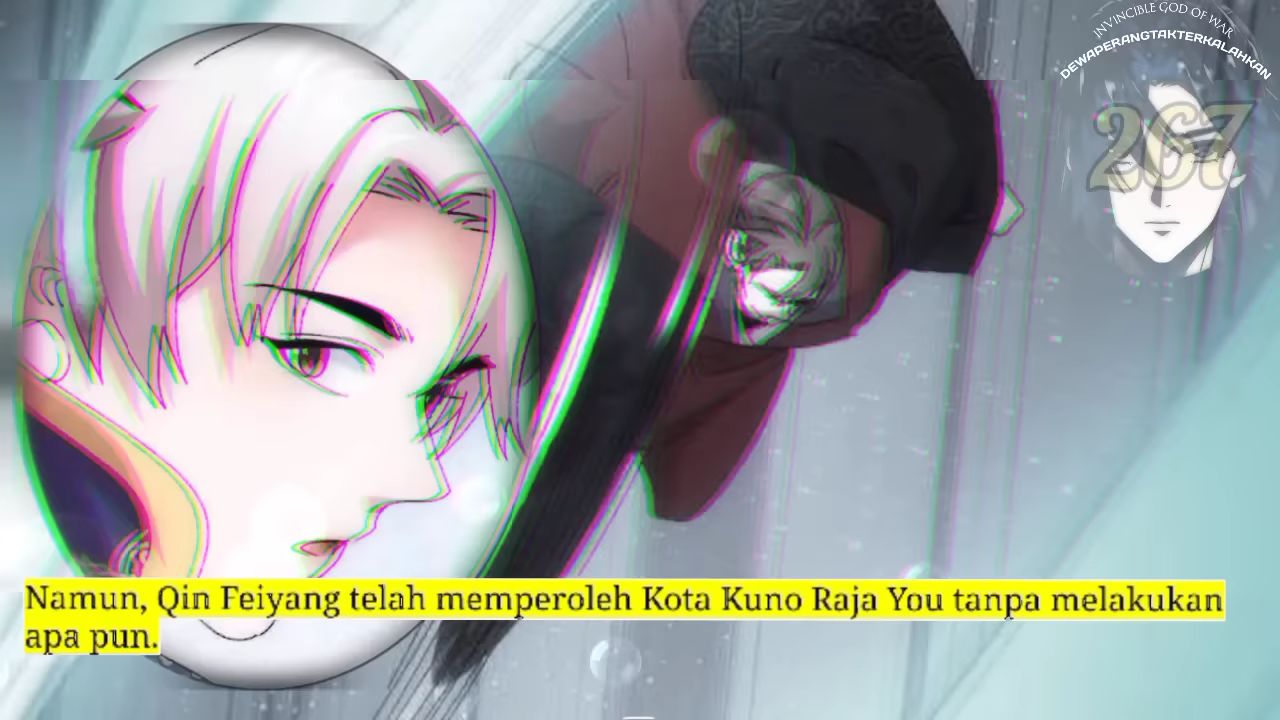 INVINCIBLE GOD OF WAR
DEWAPERANGTAKTERKALAHKAN
267
Namun, Qin Feiyang telah memperoleh Kota Kuno Raja You tanpa melakukan
apa pun.